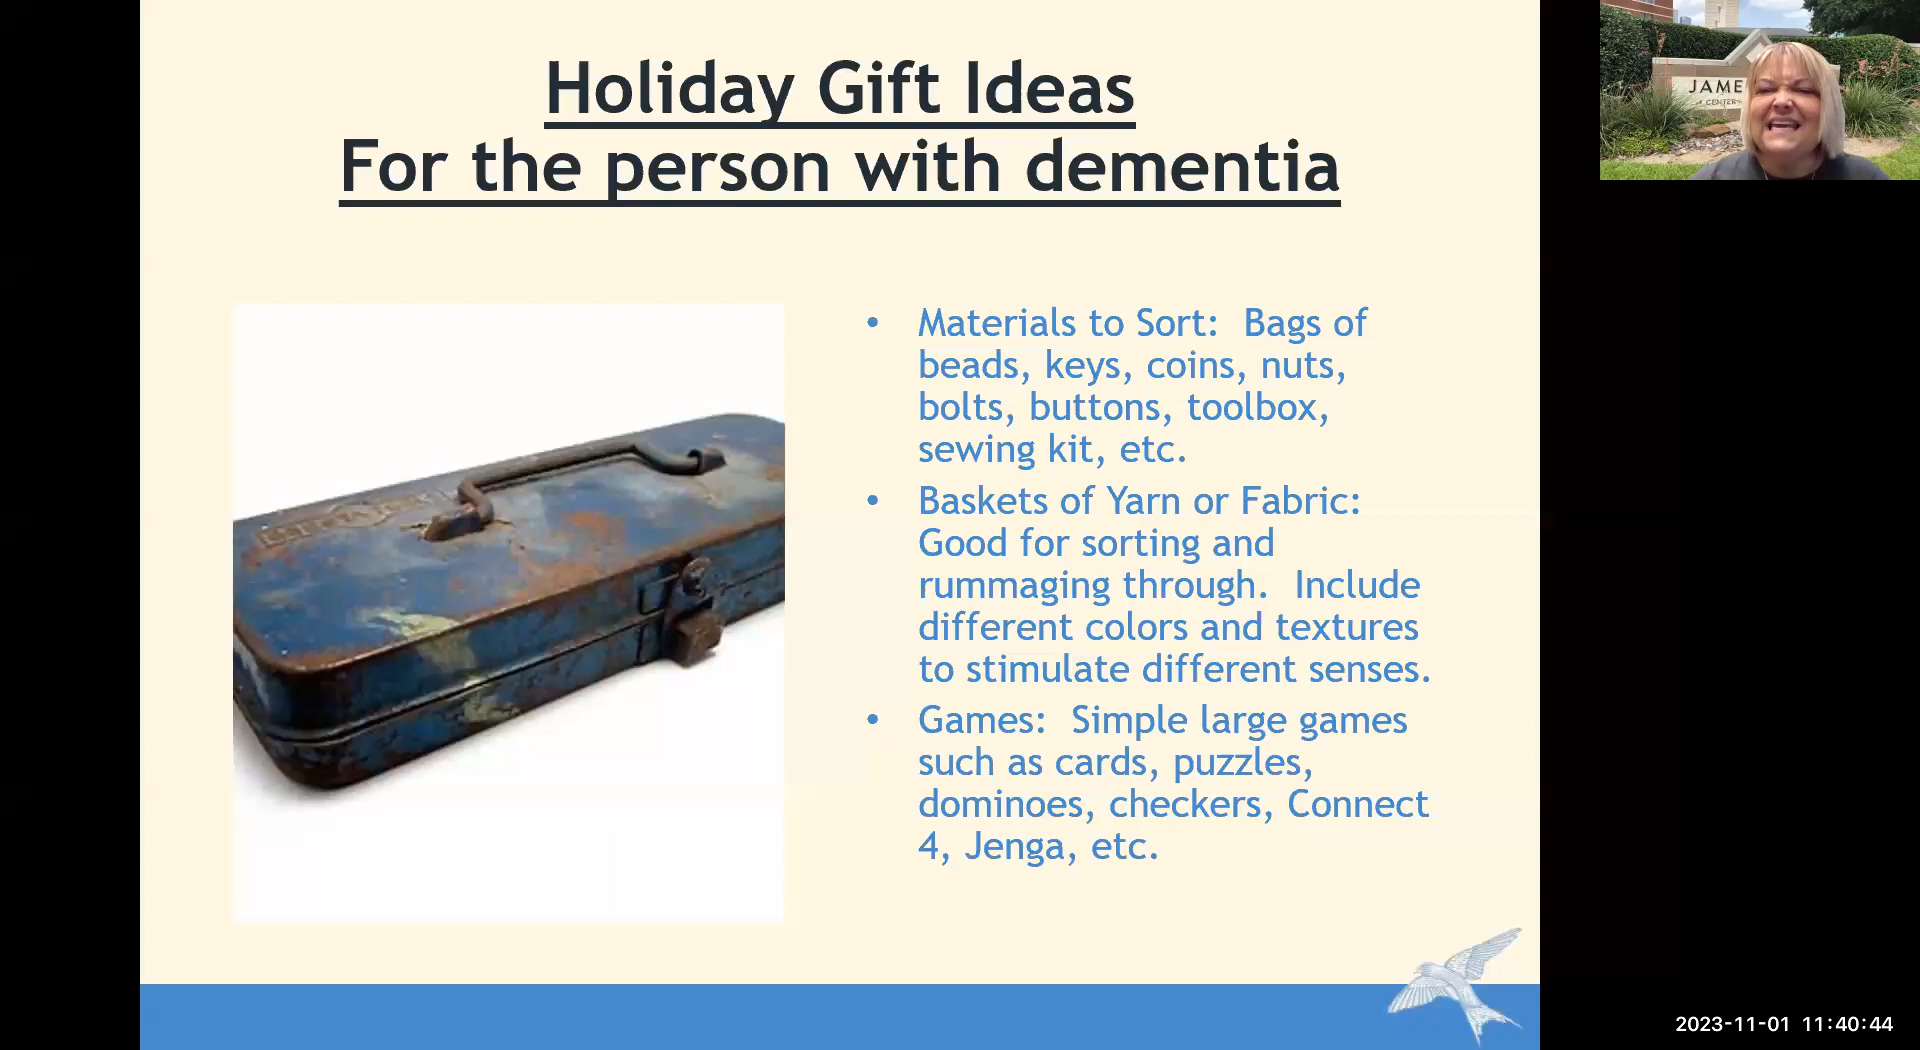 Holiday Gift Ideas
For the person with dementia
• Materials to Sort: Bags of
beads, keys, coins, nuts,
bolts, buttons, toolbox,
sewing kit, etc.
• Baskets of Yarn or Fabric:
Good for sorting and
rummaging through. Include
different colors and textures
to stimulate different senses.
• Games: Simple large games
such as cards, puzzles,
dominoes, checkers, Connect
4, Jenga, etc.
JAME
CENTER
2023-11-01 11:40:44